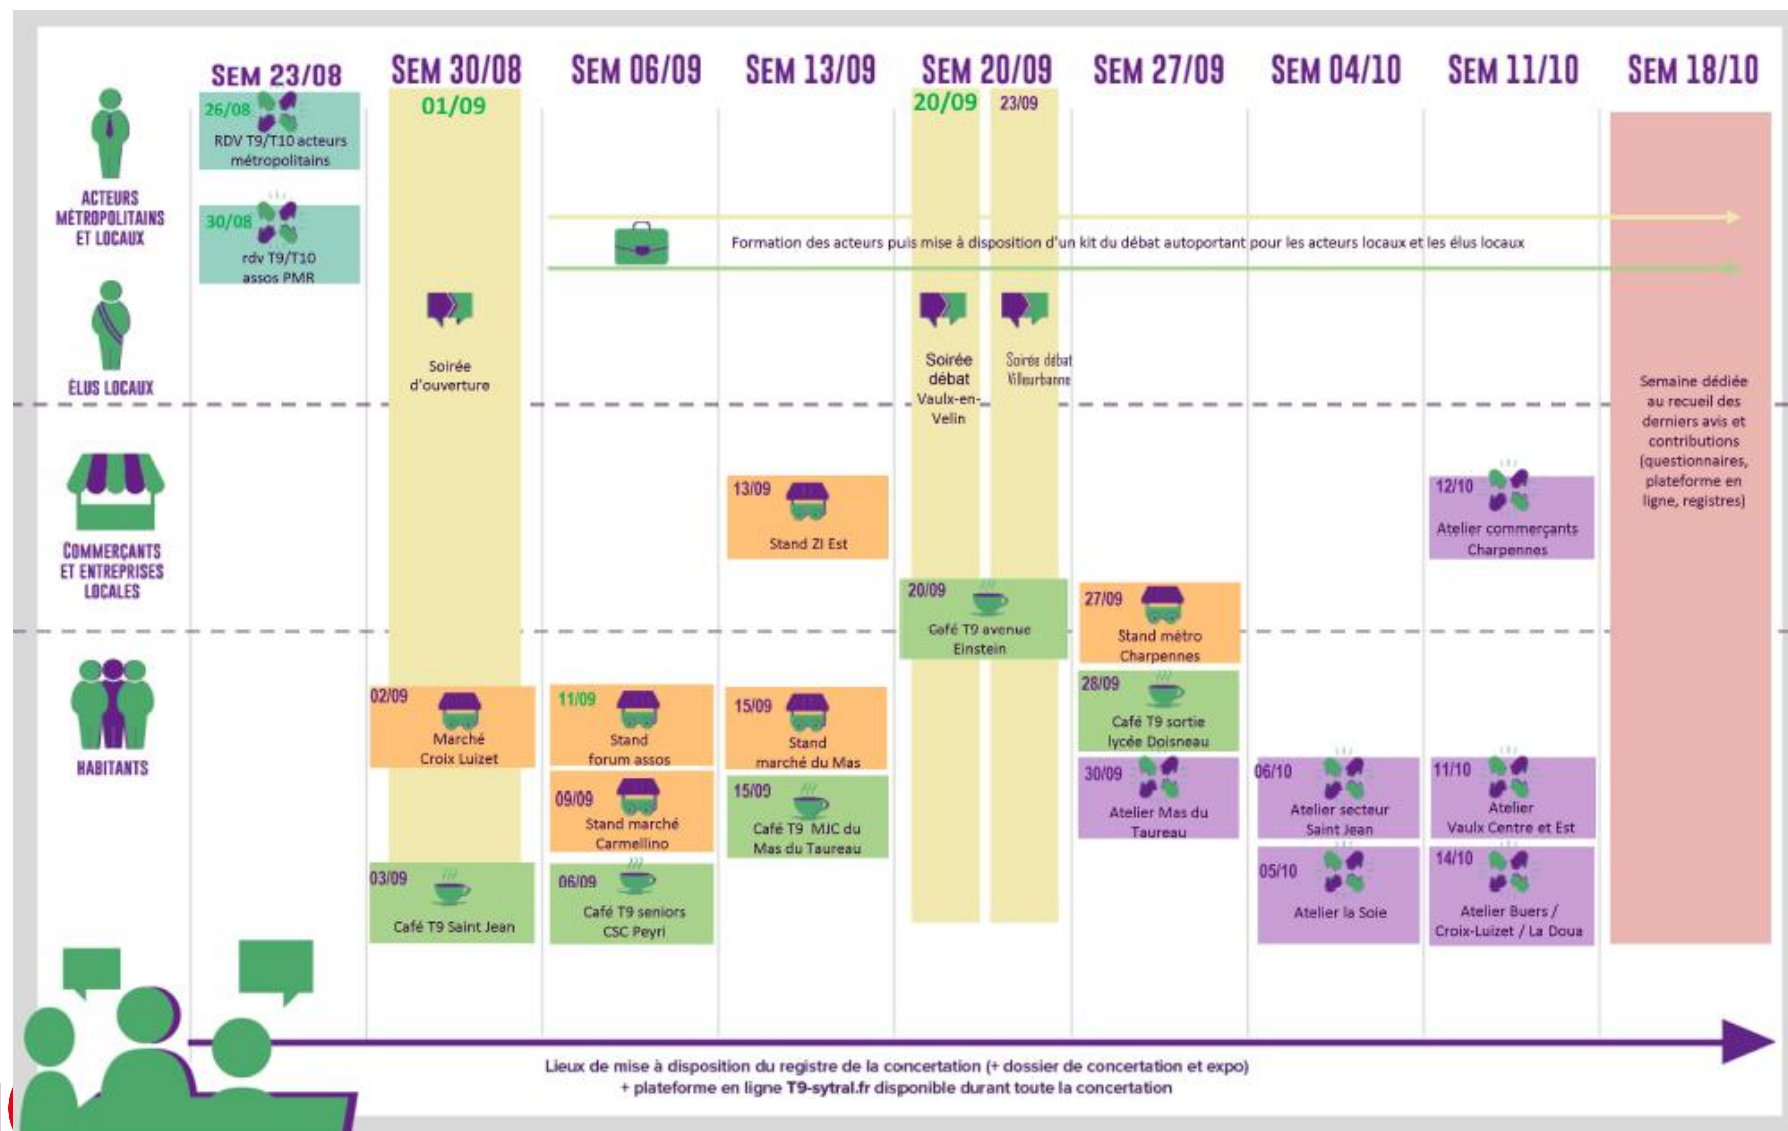 SEM 23/08
SEM 30/08
SEM 06/09
SEM 13/09
SEM 20/09
SEM 27/09
SEM 04/10
SEM 11/10
SEM 18/10
ACTEURS
MÉTROPOLITAINS
ET LOCAUX
26/08
RDV T9/T10 acteurs
métropolitains
30/08
rdv T9/T10
assos PMR
01/09
20/09
23/09
Formation des acteurs puis mise à disposition d'un kit du débat autoportant pour les acteurs locaux et les élus locaux
ÉLUS LOCAUX
Soirée
d'ouverture
Soirée
débat
Vaulx-en-
Velin
Soirée débat
Villeurbanne
Semaine dédiée
au recueil des
derniers avis et
contributions
(questionnaires,
plateforme en
ligne, registres)
COMMERÇANTS
ET ENTREPRISES
LOCALES
13/09
Stand ZI Est
12/10
Atelier commerçants
Charpennes
20/09
Café T9 avenue
Einstein
27/09
Stand métro
Charpennes
HABITANTS
02/09
Marché
Croix Luizet
11/09
Stand
forum assos
15/09
Stand
marché du Mas
28/09
Café T9 sortie
lycée Doisneau
09/09
Stand marché
Carmellino
15/09
Café T9 MJC du
Mas du Taureau
30/09
Atelier Mas du
Taureau
06/10
Atelier secteur
Saint Jean
11/10
Atelier
Vaulx Centre et Est
03/09
Café T9 Saint Jean
06/09
Café T9 seniors
CSC Peyri
05/10
Atelier la Soie
14/10
Atelier Buers /
Croix-Luizet / La Doua
Lieux de mise à disposition du registre de la concertation (+ dossier de concertation et expo)
+ plateforme en ligne T9-sytral.fr disponible durant toute la concertation